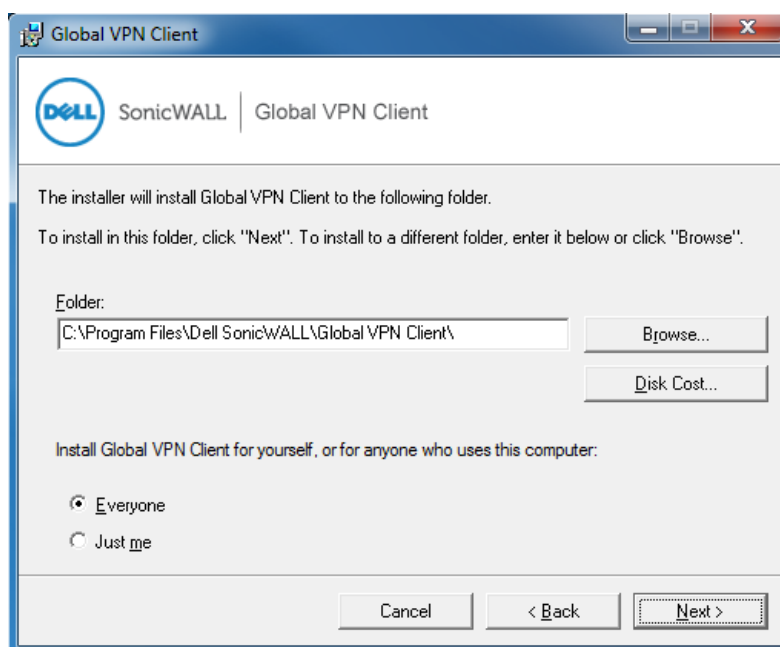 Global VPN Client
DELL SonicWALL | Global VPN Client
The installer will install Global VPN Client to the following folder.
To install in this folder, click "Next". To install to a different folder, enter it below or click "Browse".
Folder:
C:\Program Files\Dell SonicWALL\Global VPN Client\
Browse...
Disk Cost...
Install Global VPN Client for yourself, or for anyone who uses this computer:
Everyone
Just me
Cancel
< Back
Next >